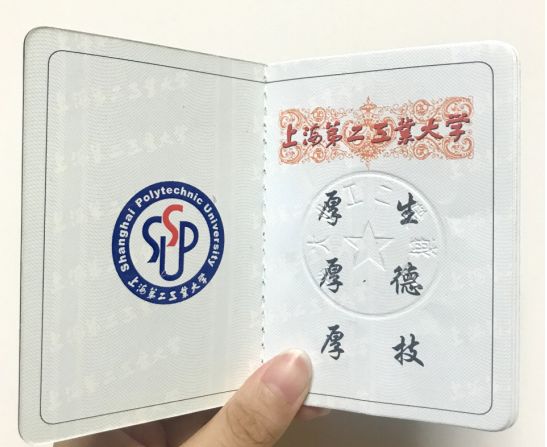 Shanghai Polytechnic University
SSPU
上海第二工業大学
上海第二工業大学
厚生
厚德
厚技